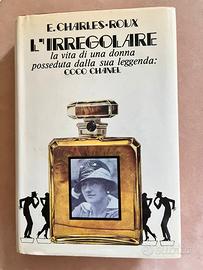 E. CHARLES-ROUX
L'IRREGOLARE
la vita di una donna
posseduta dalla sua leggenda:
COCO CHANEL